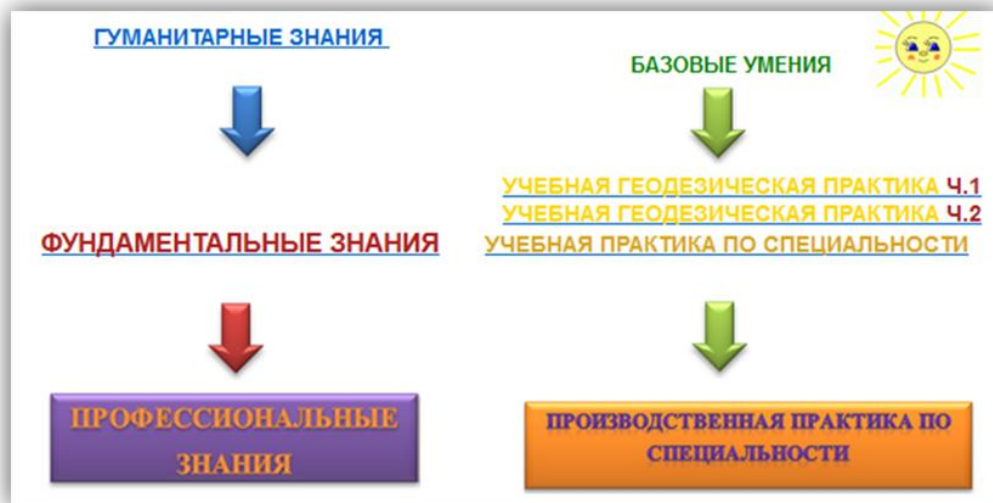 ГУМАНИТАРНЫЕ ЗНАНИЯ
ФУНДАМЕНТАЛЬНЫЕ ЗНАНИЯ
ПРОФЕССИОНАЛЬНЫЕ
ЗНАНИЯ
БАЗОВЫЕ УМЕНИЯ
УЧЕБНАЯ ГЕОДЕЗИЧЕСКАЯ ПРАКТИКА Ч.1
УЧЕБНАЯ ГЕОДЕЗИЧЕСКАЯ ПРАКТИКА Ч.2
УЧЕБНАЯ ПРАКТИКА ПО СПЕЦИАЛЬНОСТИ
ПРОИЗВОДСТВЕННАЯ ПРАКТИКА ПО
СПЕЦИАЛЬНОСТИ